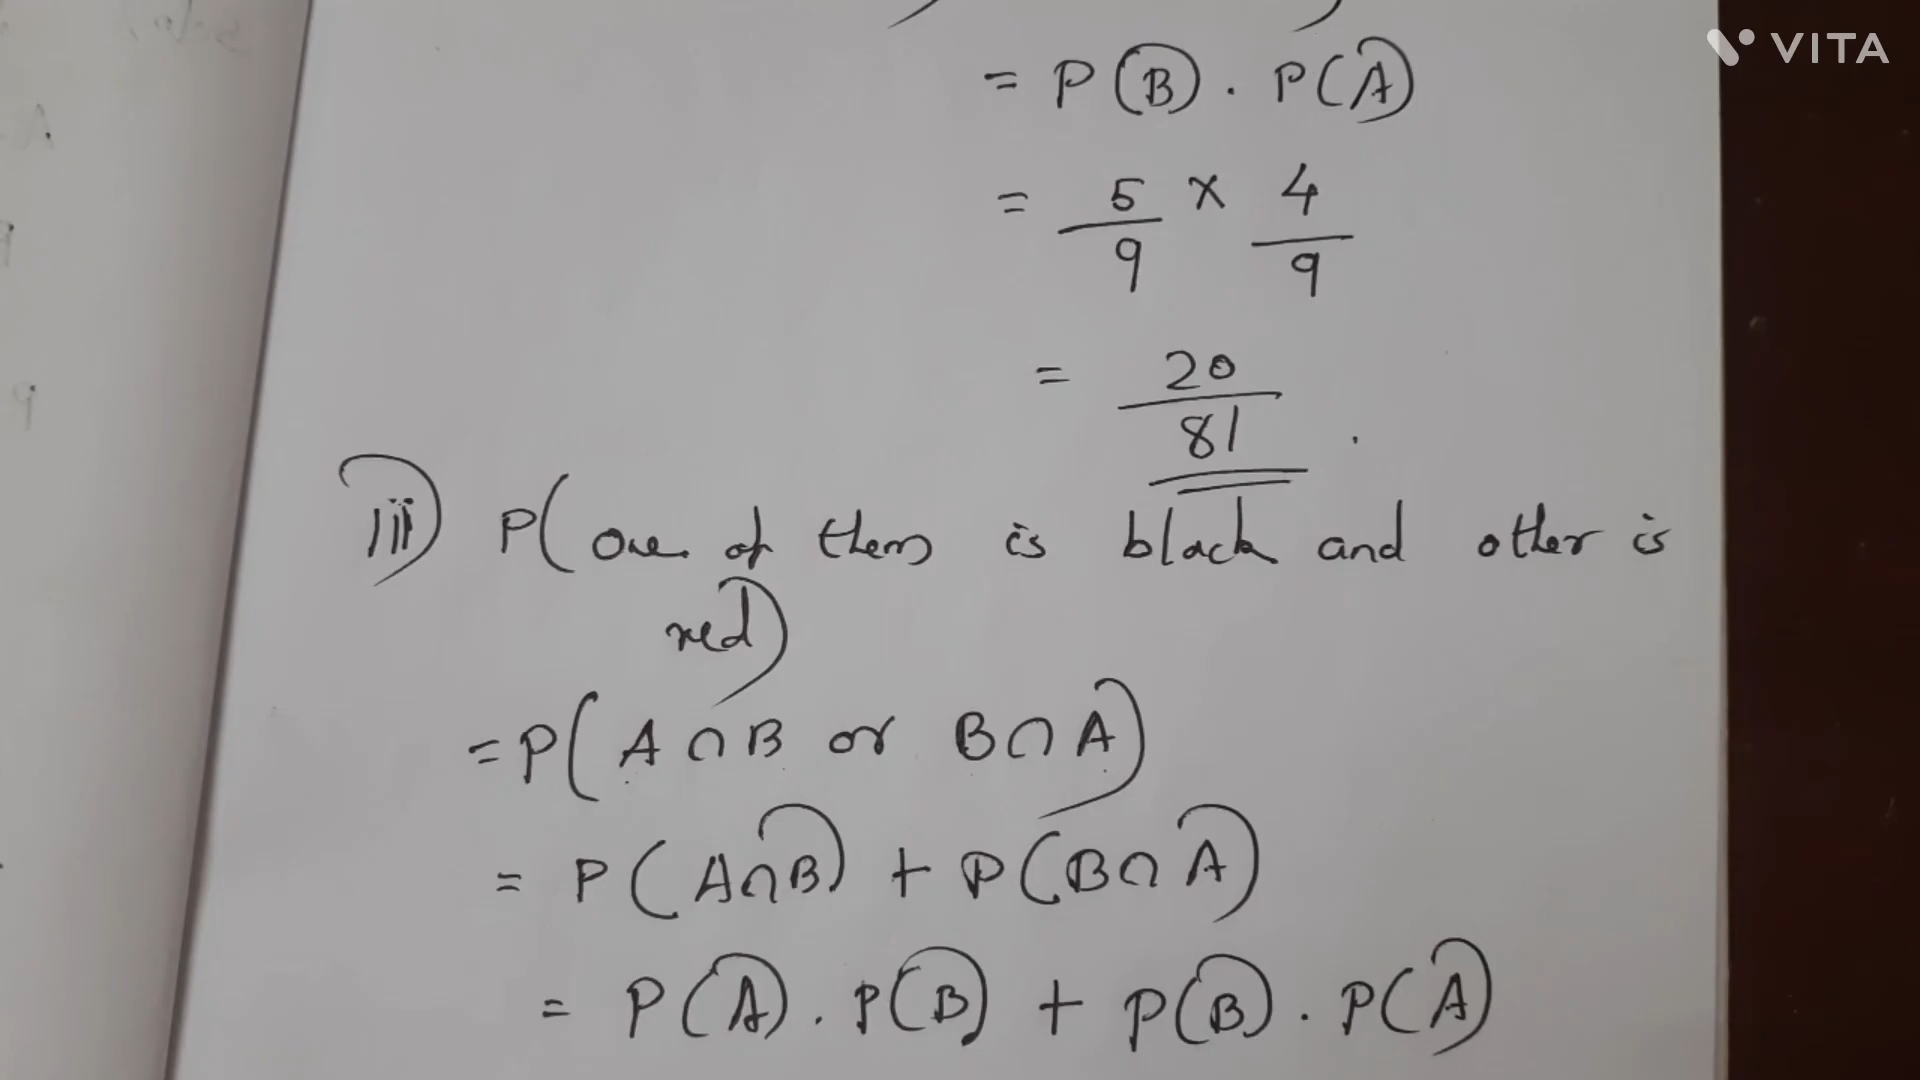 VITA
= P(B) . P(A)
= 5/9 × 4/9
= 20/81 .
iii) P( one of them is black and other is
red)
= P( A ∩ B or B ∩ A)
= P( A∩B) + P(B∩A)
= P(A) . P(B) + P(B) . P(A)